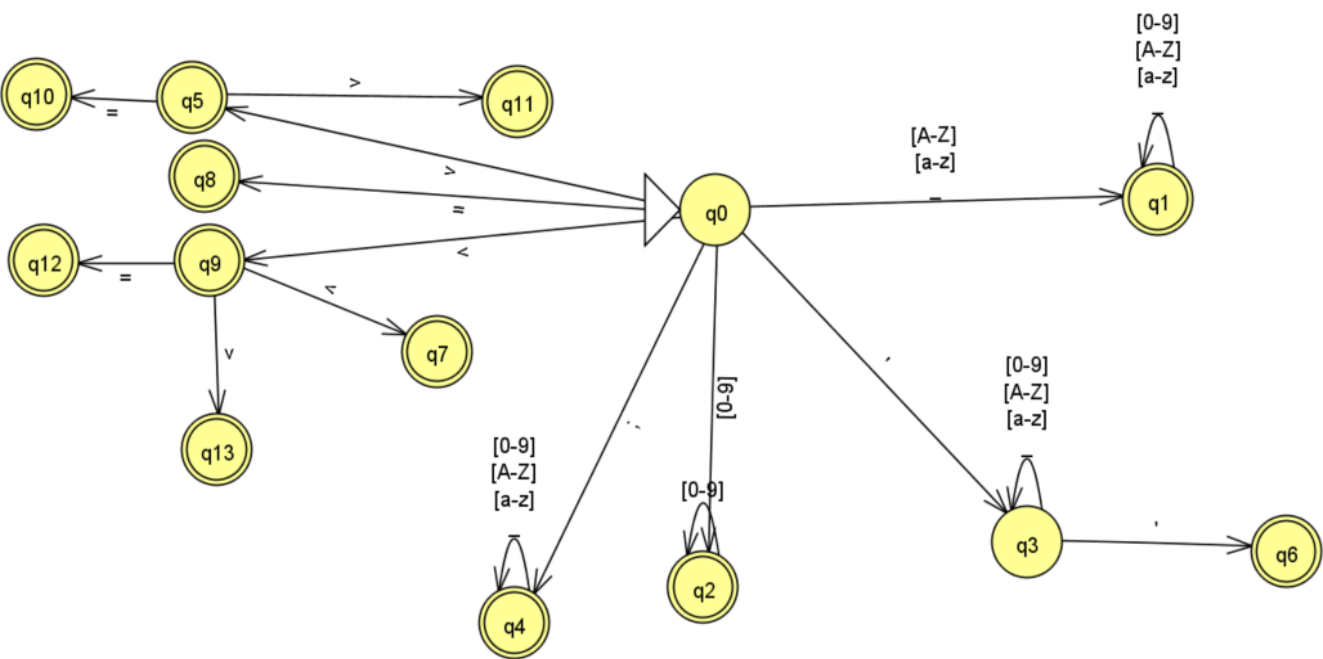 [0-9]
[A-Z]
[a-z]
_
q10
=
q5
>
q11
q8
>
=
<
q0
[A-Z]
[a-z]
_
q1
q12
=
q9
<
q7
>
q13
;
[0-9]
'
[0-9]
[A-Z]
[a-z]
_
q3
'
q6
[0-9]
[A-Z]
[a-z]
_
q4
[0-9]
q2